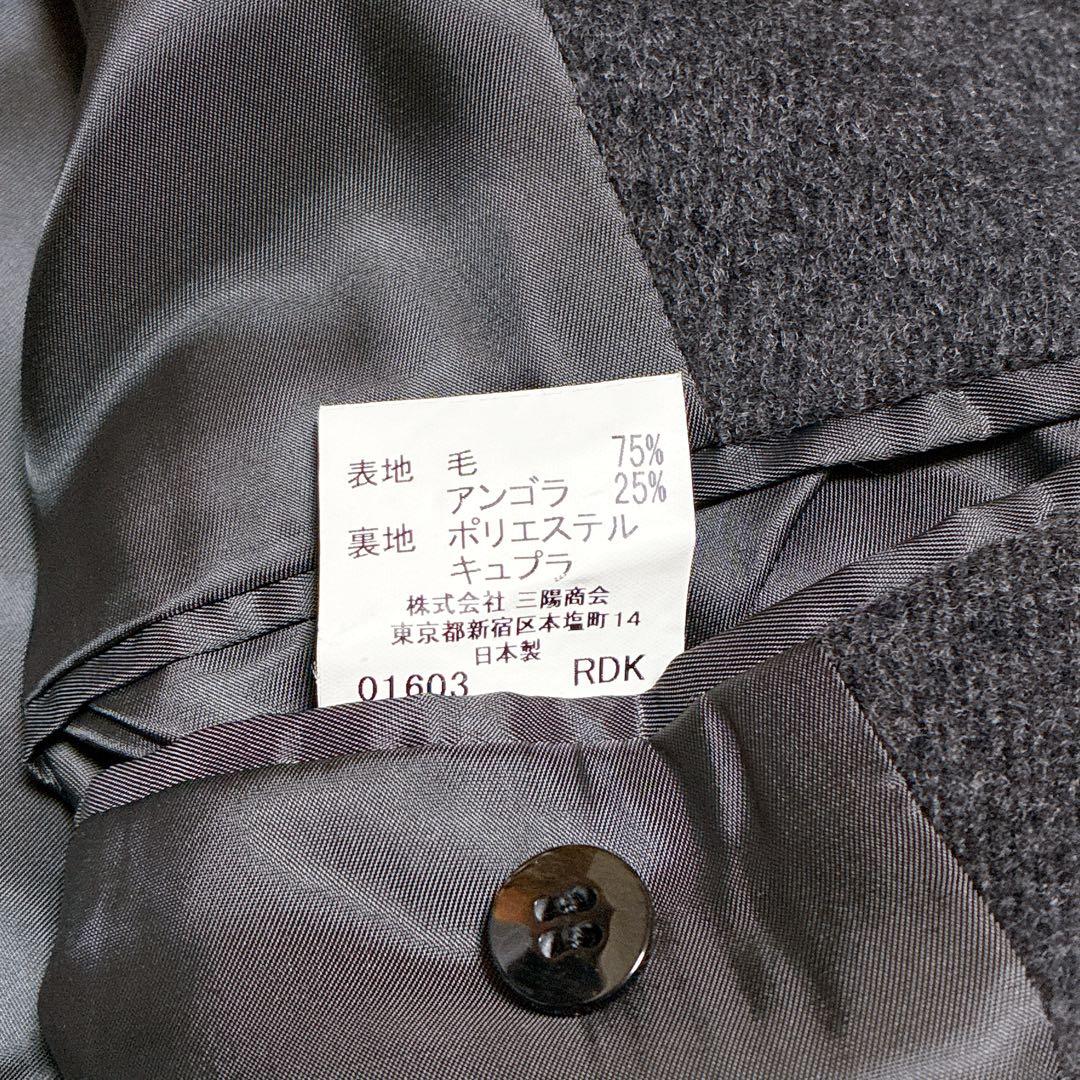 表地 毛 75%
アンゴラ 25%
裏地 ポリエステル
キュプラ
株式会社 三陽商会
東京都新宿区本塩町14
日本製
01603 RDK